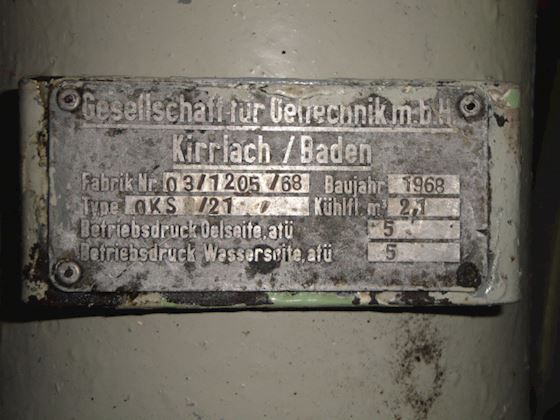 Gesellschaft für Oeltechnik m.b.H
Kirrlach / Baden
Fabrik Nr. 03/1205/68 Baujahr 1968
Type OKS /21 Kühlfl. m² 2,1
Betriebsdruck Oelseite, atü 5
Betriebsdruck Wasserseite, atü 5